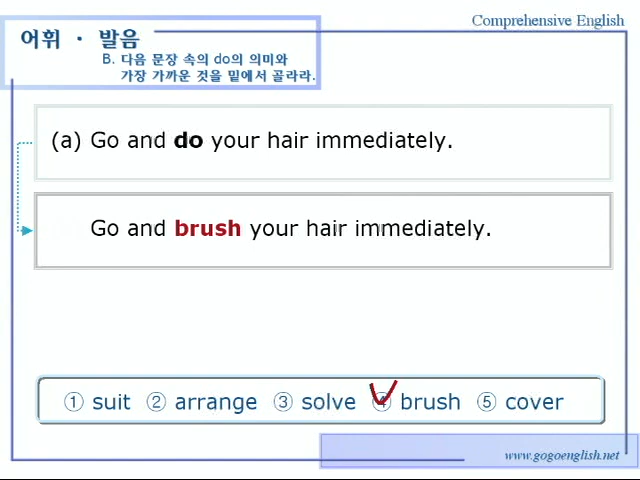 Comprehensive English
어휘 · 발음
B. 다음 문장 속의 do의 의미와
가장 가까운 것을 밑에서 골라라.
(a) Go and do your hair immediately.
Go and brush your hair immediately.
① suit ② arrange ③ solve ④ brush ⑤ cover
www.gogoenglish.net